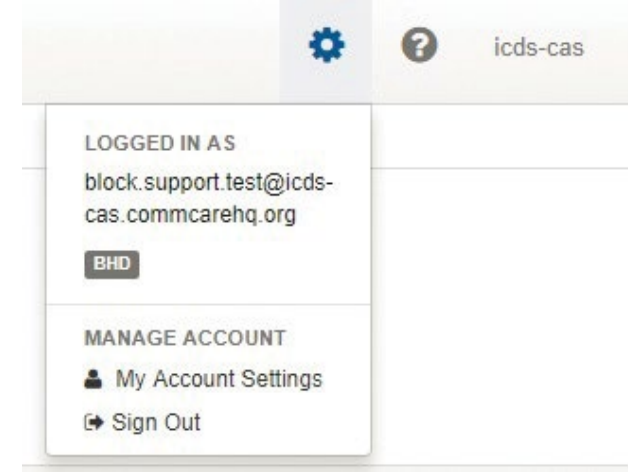 icds-cas
LOGGED IN AS
block.support.test@icds-
cas.commcarehq.org
BHD
MANAGE ACCOUNT
My Account Settings
Sign Out